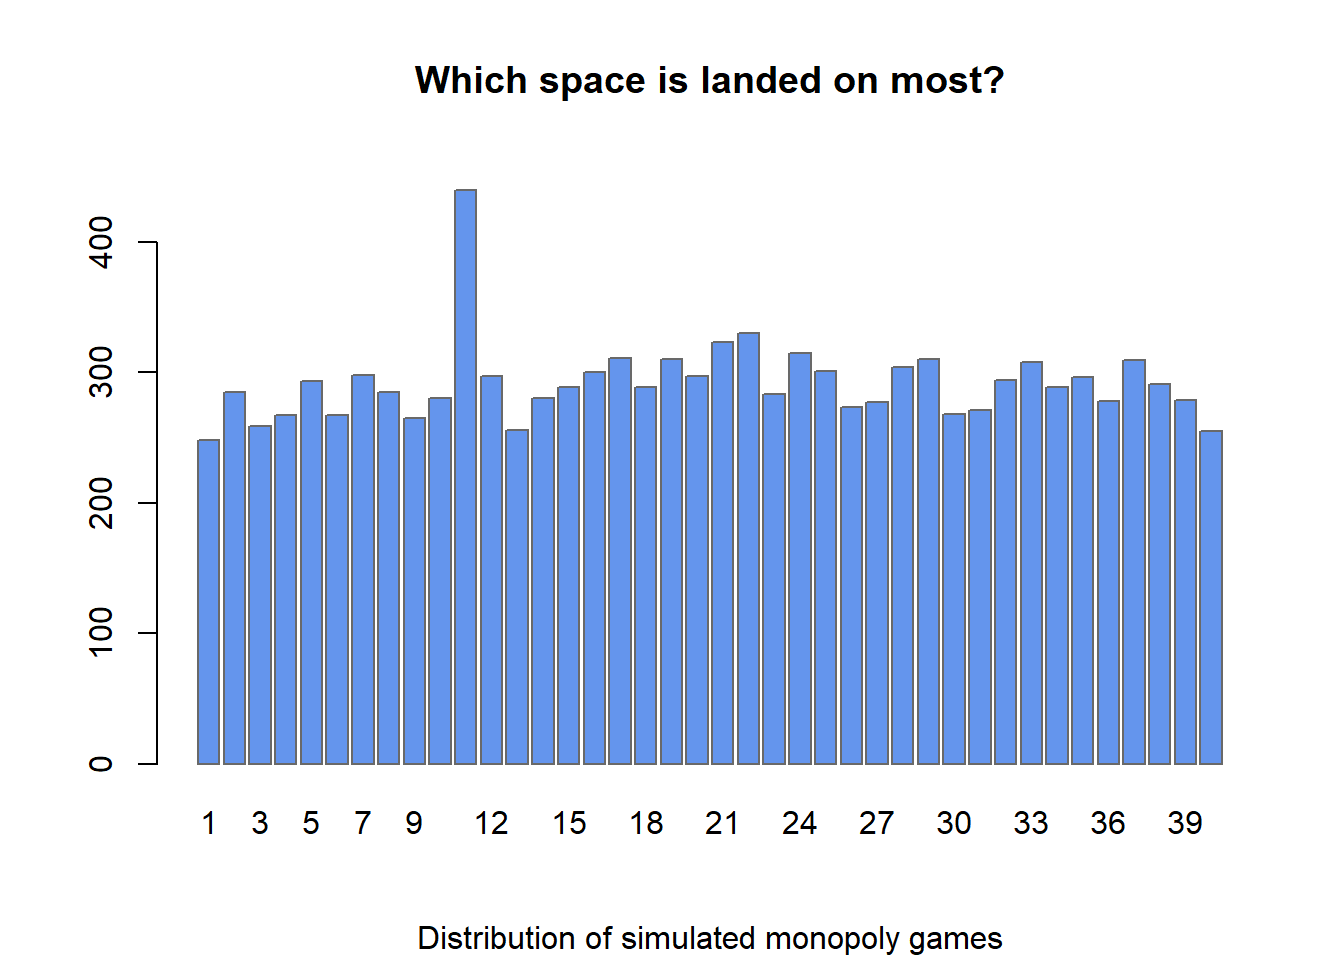 Which space is landed on most?
400
300
200
100
0
1 3 5 7 9 12 15 18 21 24 27 30 33 36 39
Distribution of simulated monopoly games